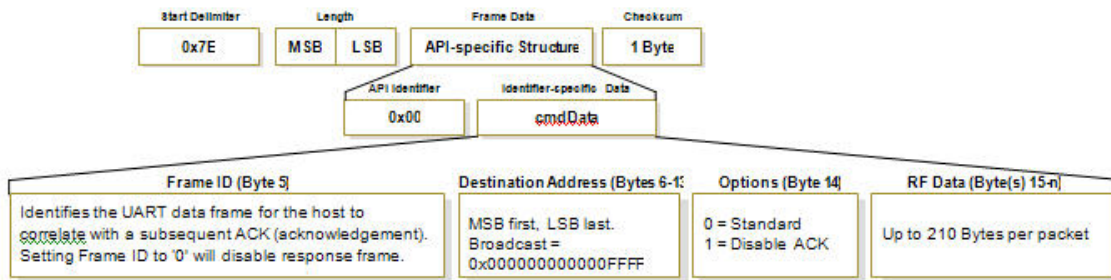 Start Delimiter Length Frame Data Checksum
0x7E MSB LSB API-specific Structure 1 Byte
API Identifier Identifier-specific Data
0x00 cmdData
Frame ID (Byte 5) Destination Address (Bytes 6-13 Options (Byte 14) RF Data (Byte(s) 15-n)
Identifies the UART data frame for the host to
correlate with a subsequent ACK (acknowledgement).
Setting Frame ID to '0' will disable response frame.
MSB first, LSB last.
Broadcast =
0x000000000000FFFF
0 = Standard
1 = Disable ACK
Up to 210 Bytes per packet